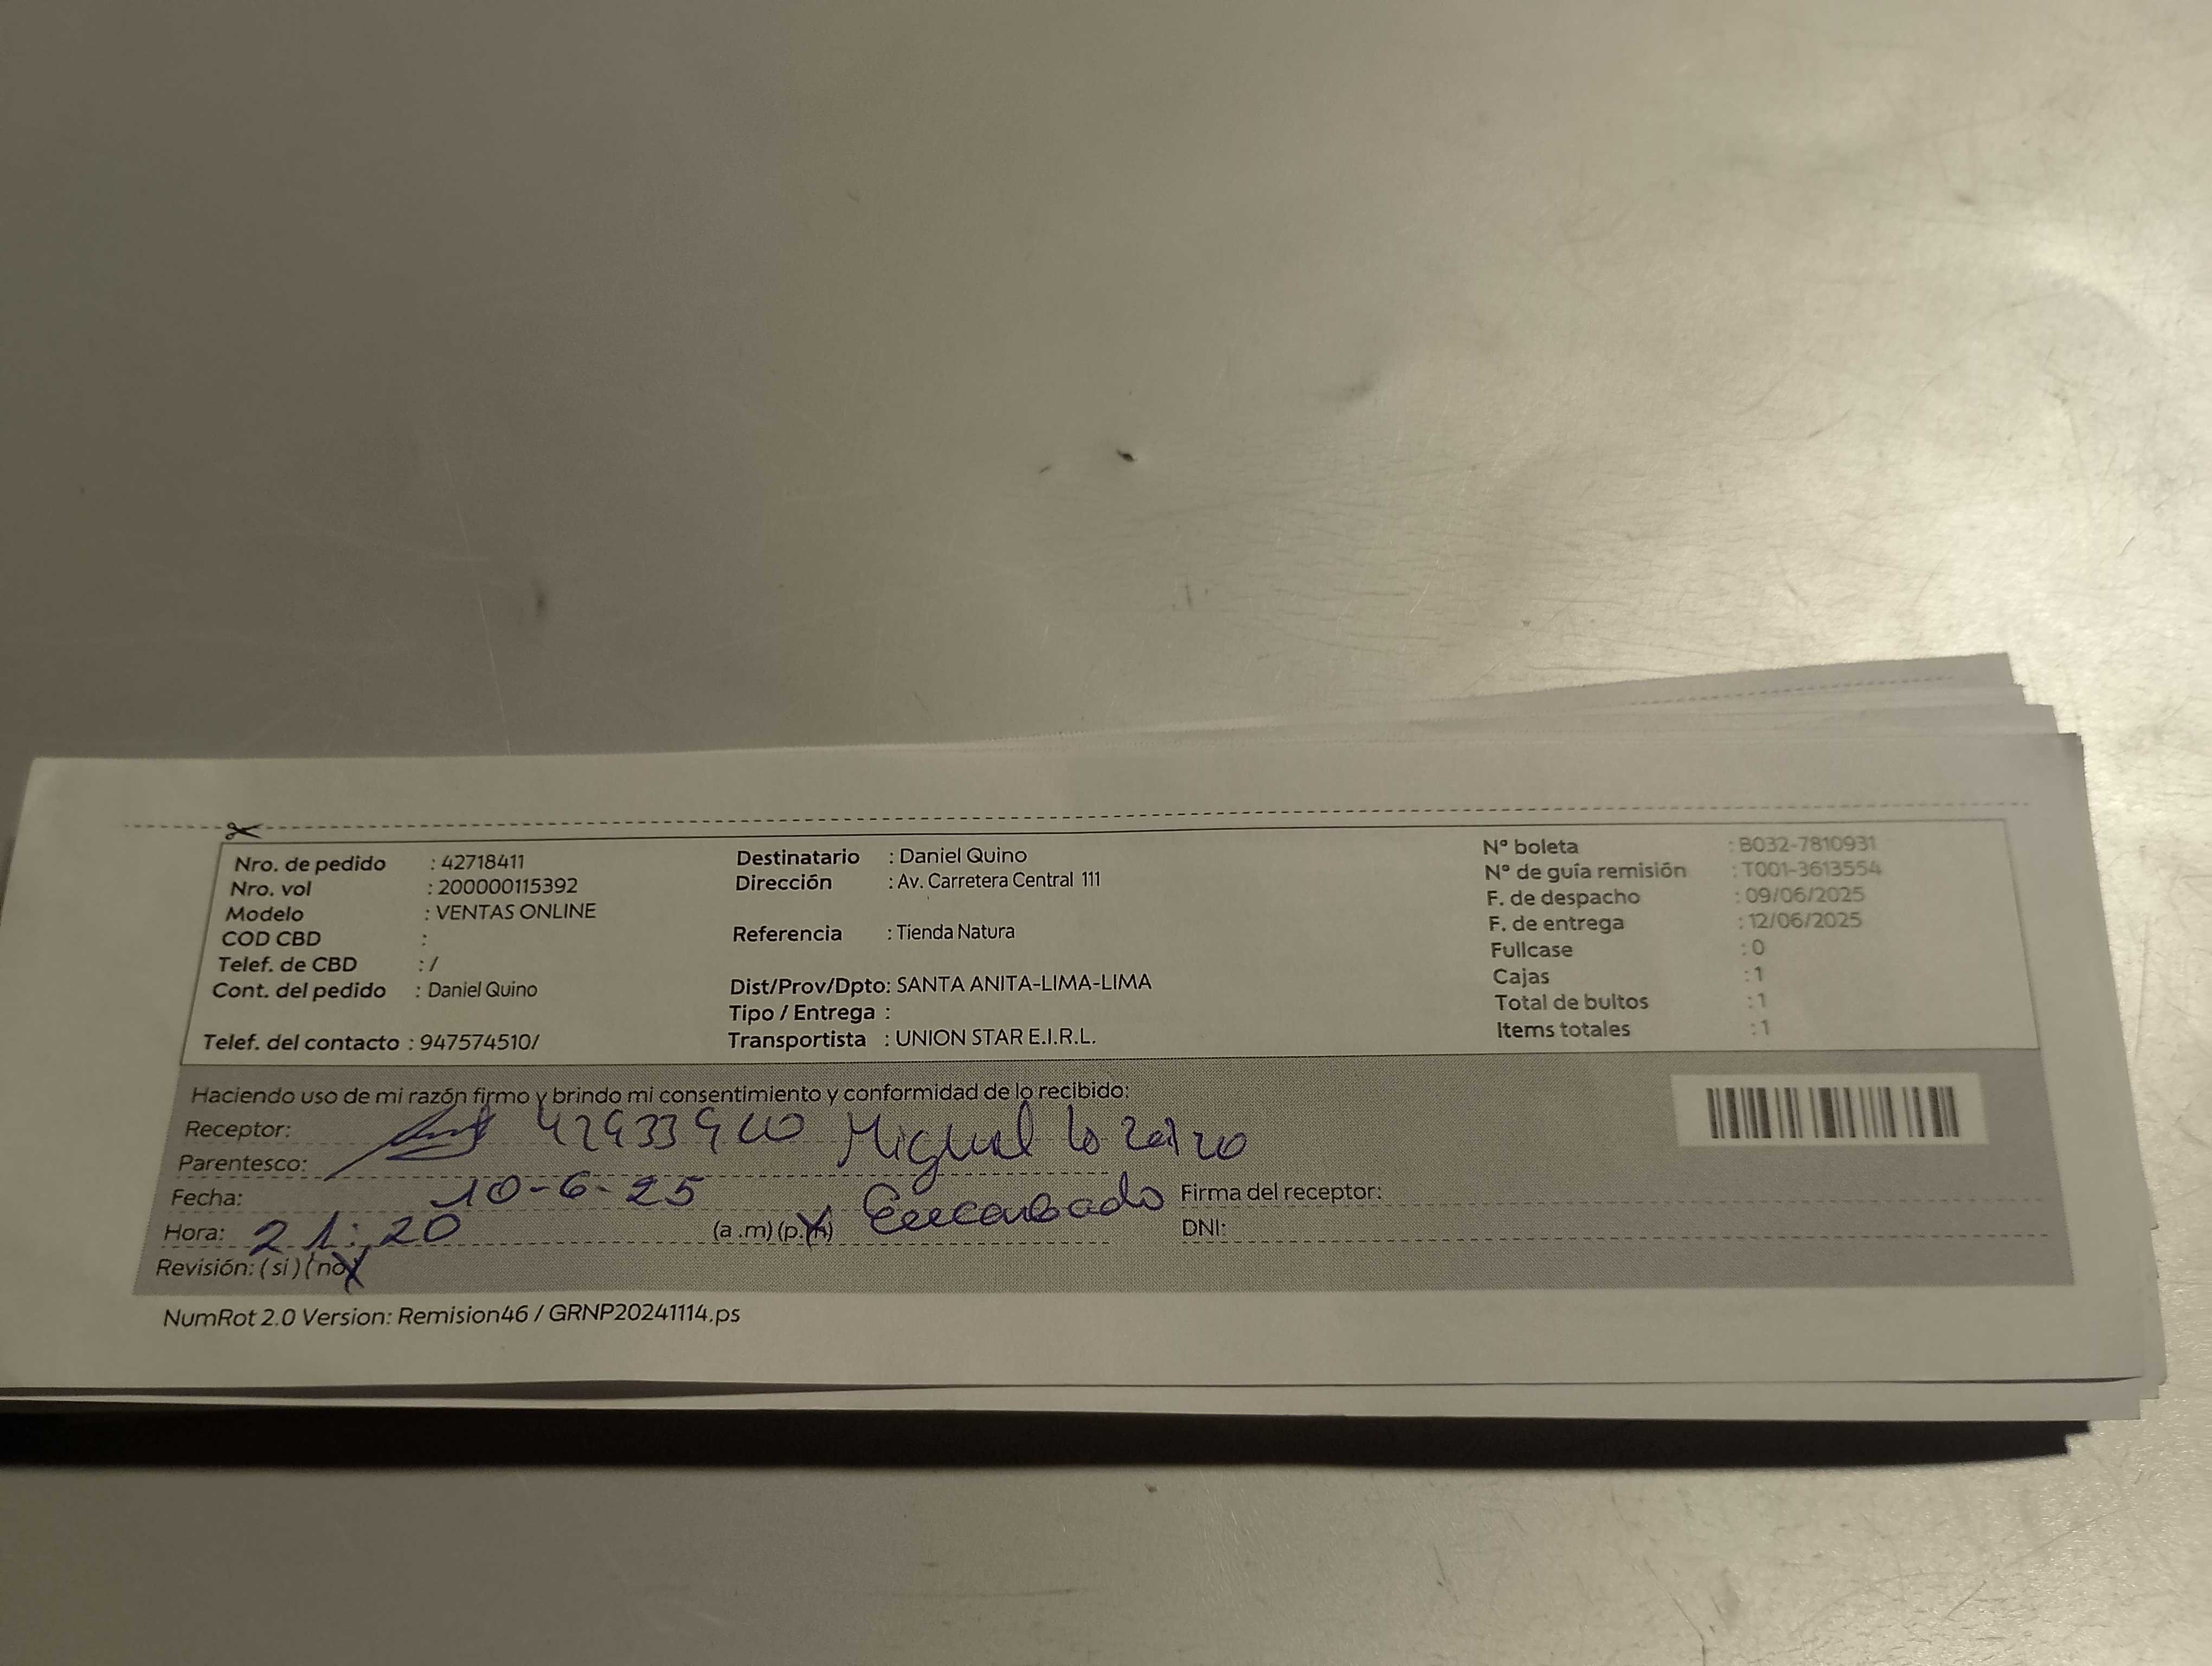 Nro. de pedido : 42718411
Nro. vol : 200000115392
Modelo : VENTAS ONLINE
COD CBD :
Telef. de CBD : /
Cont. del pedido : Daniel Quino
Telef. del contacto : 947574510/
Destinatario : Daniel Quino
Dirección : Av. Carretera Central 111
Referencia : Tienda Natura
Dist/Prov/Dpto: SANTA ANITA-LIMA-LIMA
Tipo / Entrega :
Transportista : UNION STAR E.I.R.L.
N° boleta : B032-7810931
N° de guía remisión : T001-3613554
F. de despacho : 09/06/2025
F. de entrega : 12/06/2025
Fullcase : 0
Cajas : 1
Total de bultos : 1
Items totales : 1
Haciendo uso de mi razón firmo y brindo mi consentimiento y conformidad de lo recibido:
Receptor: Miguel
Parentesco:
Fecha: 10-6-25
Firma del receptor:
Hora: 21:20 (a.m) (p.m)
DNI:
Revisión: (si) (no)
NumRot 2.0 Version: Remision46 / GRNP20241114.ps